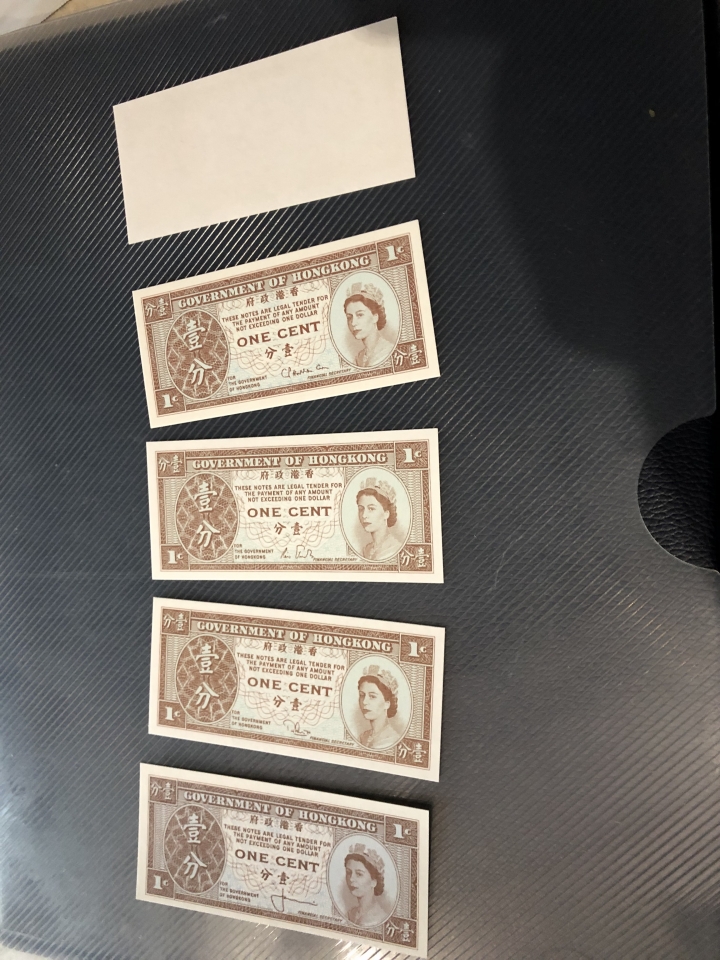 分壹
GOVERNMENT OF HONGKONG
1¢
府政港香
THESE NOTES ARE LEGAL TENDER FOR
THE PAYMENT OF ANY AMOUNT
NOT EXCEEDING ONE DOLLAR
壹分
ONE CENT
分壹
FOR
THE GOVERNMENT
OF HONGKONG
FINANCIAL SECRETARY
1¢
分壹
分壹
GOVERNMENT OF HONGKONG
1¢
府政港香
THESE NOTES ARE LEGAL TENDER FOR
THE PAYMENT OF ANY AMOUNT
NOT EXCEEDING ONE DOLLAR
壹分
ONE CENT
分壹
FOR
THE GOVERNMENT
OF HONGKONG
FINANCIAL SECRETARY
1¢
分壹
分壹
GOVERNMENT OF HONGKONG
1¢
府政港香
THESE NOTES ARE LEGAL TENDER FOR
THE PAYMENT OF ANY AMOUNT
NOT EXCEEDING ONE DOLLAR
壹分
ONE CENT
分壹
FOR
THE GOVERNMENT
OF HONGKONG
FINANCIAL SECRETARY
1¢
分壹
分壹
GOVERNMENT OF HONGKONG
1¢
府政港香
THESE NOTES ARE LEGAL TENDER FOR
THE PAYMENT OF ANY AMOUNT
NOT EXCEEDING ONE DOLLAR
壹分
ONE CENT
分壹
FOR
THE GOVERNMENT
OF HONGKONG
FINANCIAL SECRETARY
1¢
分壹